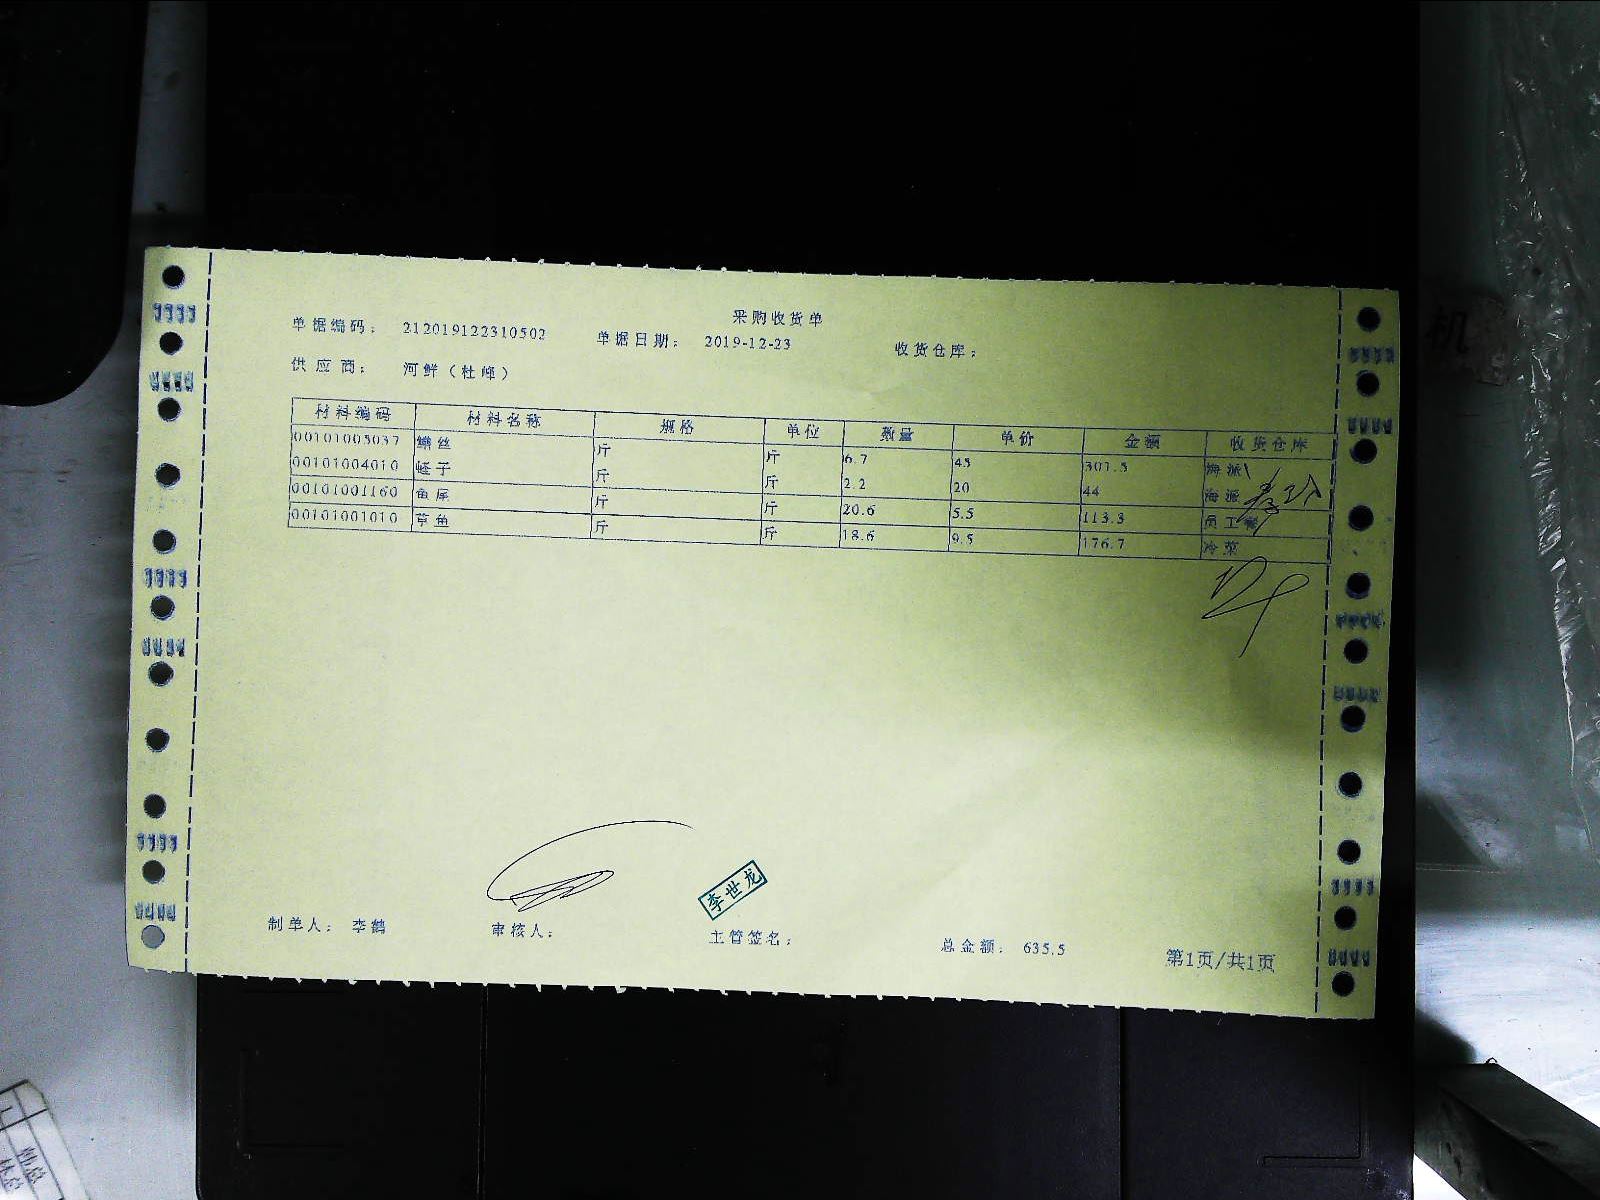 采购收货单
单据编码： 212019122310502 单据日期： 2019-12-23 收货仓库：
供应商： 河鲜（杜峰）
材料编码 材料名称 规格 单位 数量 单价 金额 收货仓库
00101005037 鳝丝 斤 斤 6.7 45 301.5 海派
00101004010 蛏子 斤 斤 2.2 20 44 海派
00101001160 鱼尾 斤 斤 20.6 5.5 113.3 员工餐
00101001010 草鱼 斤 斤 18.6 9.5 176.7 冷菜
李世龙
制单人： 李鹤 审核人： 主管签名： 总金额： 635.5 第1页/共1页